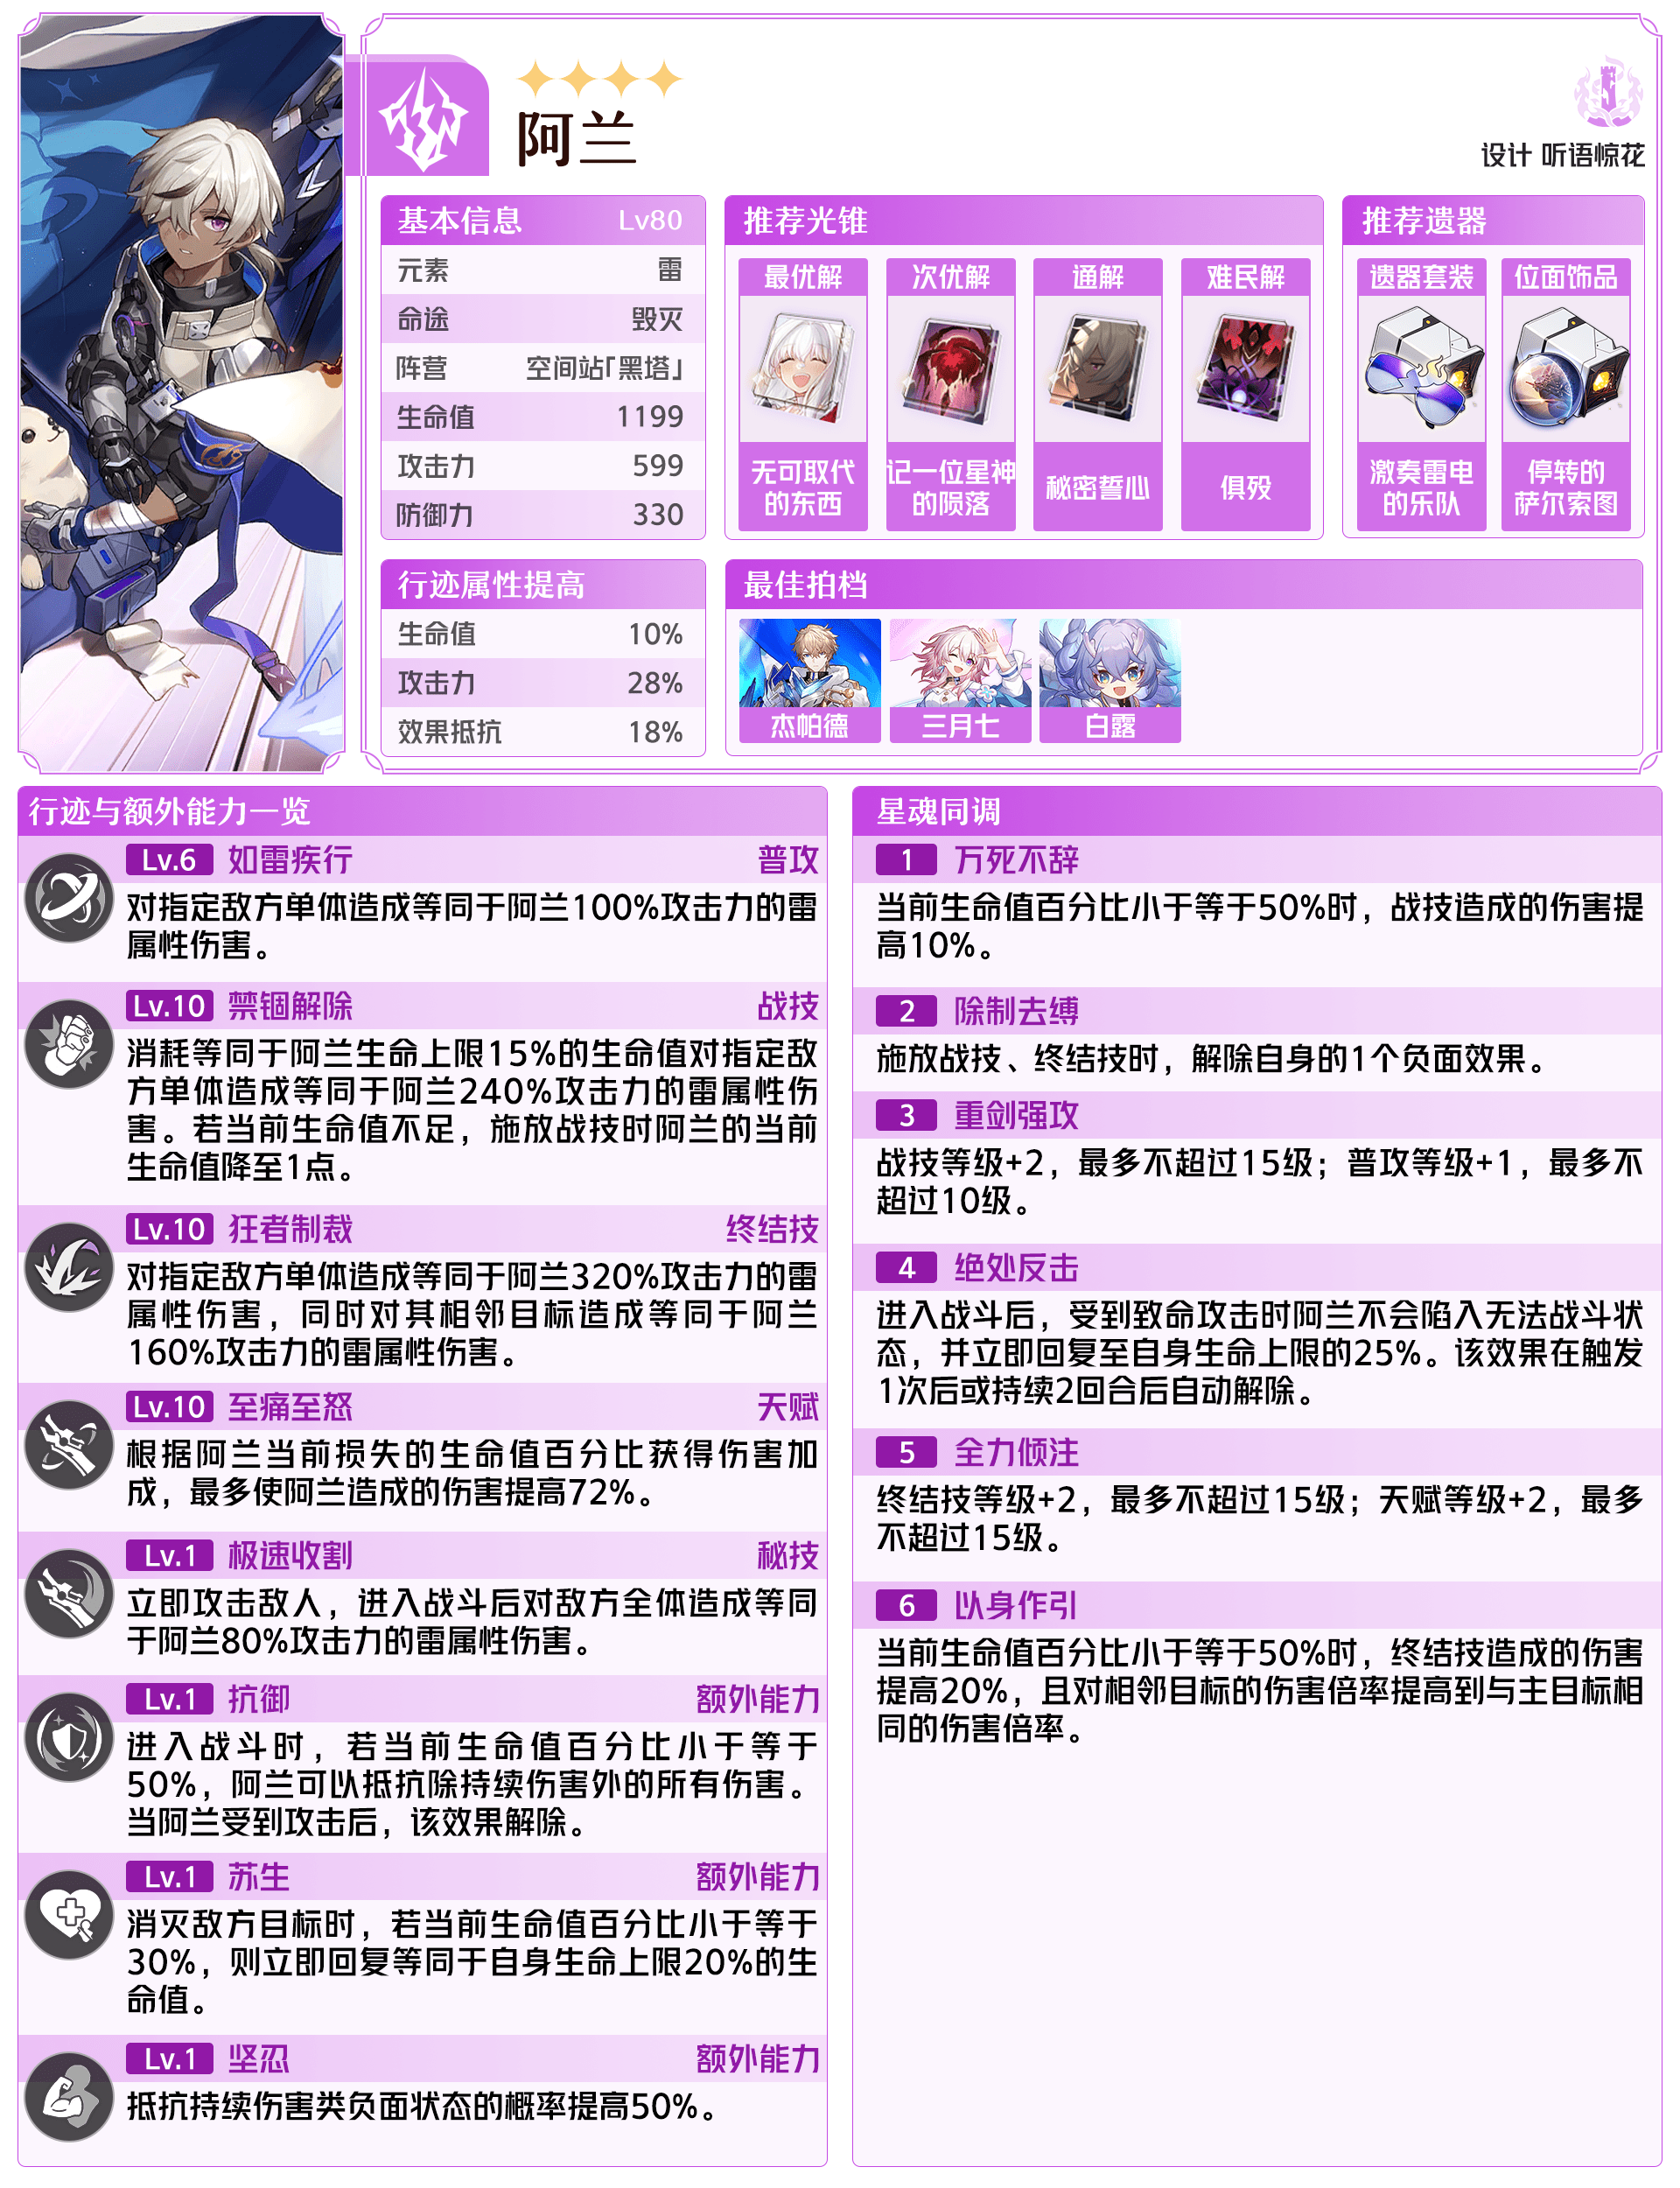 阿兰
设计 听语惊花
基本信息 Lv80
元素 雷
命途 毁灭
阵营 空间站「黑塔」
生命值 1199
攻击力 599
防御力 330
推荐光锥
最优解 次优解 通解 难民解
无可取代
的东西
记一位星神
的陨落
秘密誓心
俱殁
推荐遗器
遗器套装 位面饰品
激奏雷电
的乐队
停转的
萨尔索图
行迹属性提高
生命值 10%
攻击力 28%
效果抵抗 18%
最佳拍档
杰帕德 三月七 白露
行迹与额外能力一览
Lv.6 如雷疾行 普攻
对指定敌方单体造成等同于阿兰100%攻击力的雷
属性伤害。
Lv.10 禁锢解除 战技
消耗等同于阿兰生命上限15%的生命值对指定敌
方单体造成等同于阿兰240%攻击力的雷属性伤
害。若当前生命值不足，施放战技时阿兰的当前
生命值降至1点。
Lv.10 狂者制裁 终结技
对指定敌方单体造成等同于阿兰320%攻击力的雷
属性伤害，同时对其相邻目标造成等同于阿兰
160%攻击力的雷属性伤害。
Lv.10 至痛至怒 天赋
根据阿兰当前损失的生命值百分比获得伤害加
成，最多使阿兰造成的伤害提高72%。
Lv.1 极速收割 秘技
立即攻击敌人，进入战斗后对敌方全体造成等同
于阿兰80%攻击力的雷属性伤害。
Lv.1 抗御 额外能力
进入战斗时，若当前生命值百分比小于等于
50%，阿兰可以抵抗除持续伤害外的所有伤害。
当阿兰受到攻击后，该效果解除。
Lv.1 苏生 额外能力
消灭敌方目标时，若当前生命值百分比小于等于
30%，则立即回复等同于自身生命上限20%的生
命值。
Lv.1 坚忍 额外能力
抵抗持续伤害类负面状态的概率提高50%。
星魂同调
1 万死不辞
当前生命值百分比小于等于50%时，战技造成的伤害提
高10%。
2 除制去缚
施放战技、终结技时，解除自身的1个负面效果。
3 重剑强攻
战技等级+2，最多不超过15级；普攻等级+1，最多不
超过10级。
4 绝处反击
进入战斗后，受到致命攻击时阿兰不会陷入无法战斗状
态，并立即回复至自身生命上限的25%。该效果在触发
1次后或持续2回合后自动解除。
5 全力倾注
终结技等级+2，最多不超过15级；天赋等级+2，最多
不超过15级。
6 以身作引
当前生命值百分比小于等于50%时，终结技造成的伤害
提高20%，且对相邻目标的伤害倍率提高到与主目标相
同的伤害倍率。